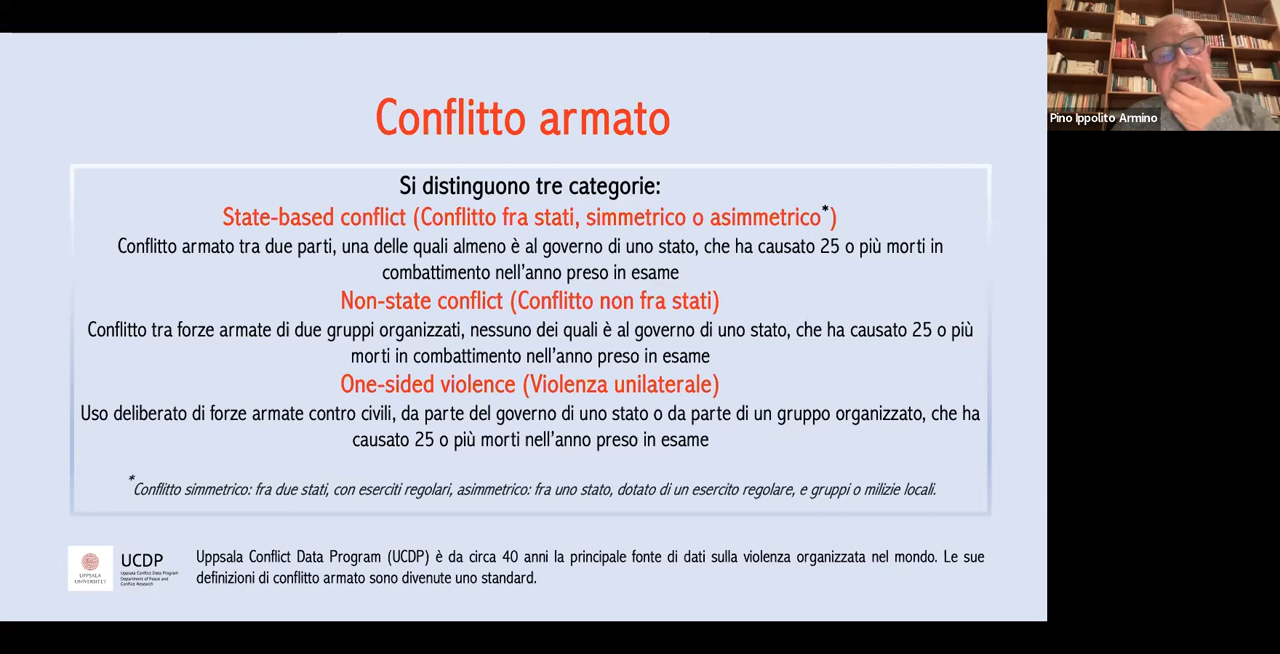 Conflitto armato
Si distinguono tre categorie:
State-based conflict (Conflitto fra stati, simmetrico o asimmetrico*)
Conflitto armato tra due parti, una delle quali almeno è al governo di uno stato, che ha causato 25 o più morti in
combattimento nell'anno preso in esame
Non-state conflict (Conflitto non fra stati)
Conflitto tra forze armate di due gruppi organizzati, nessuno dei quali è al governo di uno stato, che ha causato 25 o più
morti in combattimento nell'anno preso in esame
One-sided violence (Violenza unilaterale)
Uso deliberato di forze armate contro civili, da parte del governo di uno stato o da parte di un gruppo organizzato, che ha
causato 25 o più morti nell'anno preso in esame
*Conflitto simmetrico: fra due stati, con eserciti regolari, asimmetrico: fra uno stato, dotato di un esercito regolare, e gruppi o milizie locali.
UPPSALA
UNIVERSITET
UCDP
Uppsala Conflict Data Program
Department of Peace and
Conflict Research
Uppsala Conflict Data Program (UCDP) è da circa 40 anni la principale fonte di dati sulla violenza organizzata nel mondo. Le sue
definizioni di conflitto armato sono divenute uno standard.
Pino Ippolito Armino